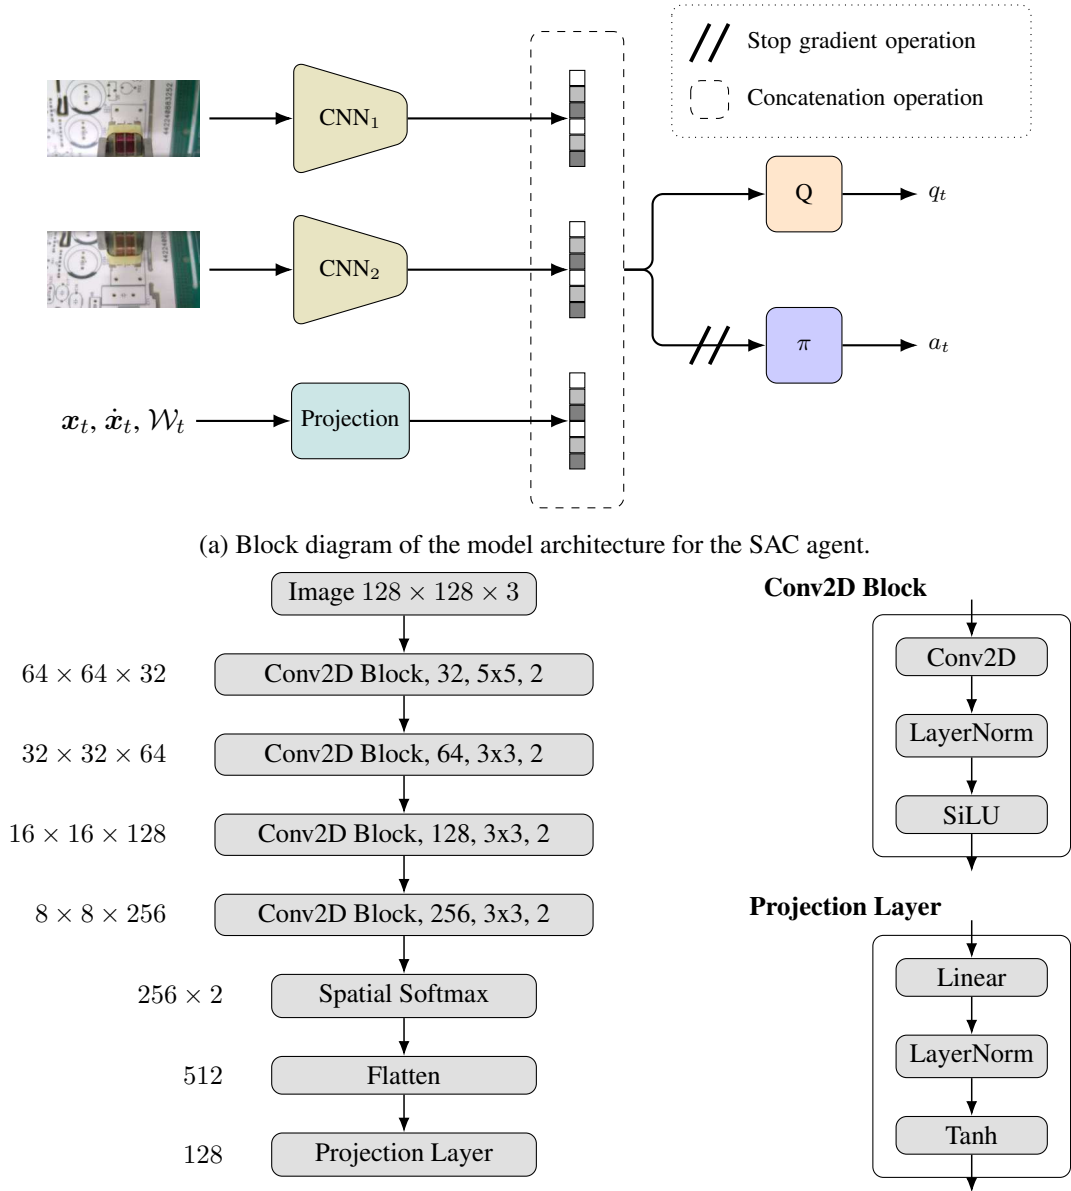 Stop gradient operation
Concatenation operation
CNN₁
CNN₂
𝒙ₜ, 𝒙̇ₜ, 𝒲ₜ
Projection
Q
qₜ
π
aₜ
(a) Block diagram of the model architecture for the SAC agent.
Image 128 × 128 × 3
64 × 64 × 32
Conv2D Block, 32, 5x5, 2
32 × 32 × 64
Conv2D Block, 64, 3x3, 2
16 × 16 × 128
Conv2D Block, 128, 3x3, 2
8 × 8 × 256
Conv2D Block, 256, 3x3, 2
256 × 2
Spatial Softmax
512
Flatten
128
Projection Layer
Conv2D Block
Conv2D
LayerNorm
SiLU
Projection Layer
Linear
LayerNorm
Tanh